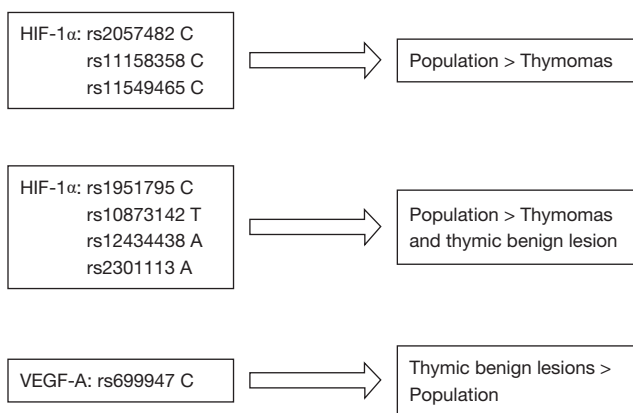 HIF-1α: rs2057482 C
rs11158358 C
rs11549465 C
Population > Thymomas
HIF-1α: rs1951795 C
rs10873142 T
rs12434438 A
rs2301113 A
Population > Thymomas
and thymic benign lesion
VEGF-A: rs699947 C
Thymic benign lesions >
Population